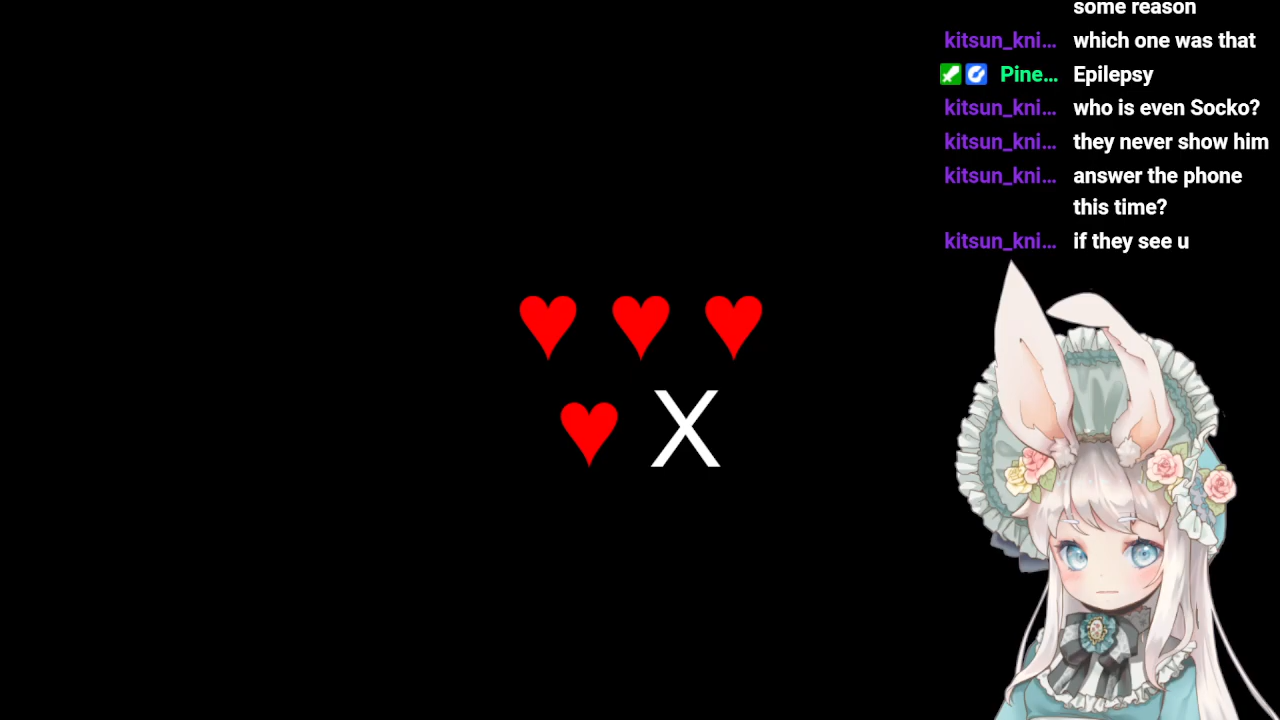 some reason
kitsun_kni... which one was that
Pine... Epilepsy
kitsun_kni... who is even Socko?
kitsun_kni... they never show him
kitsun_kni... answer the phone
this time?
kitsun_kni... if they see u
♥ ♥ ♥
♥ X